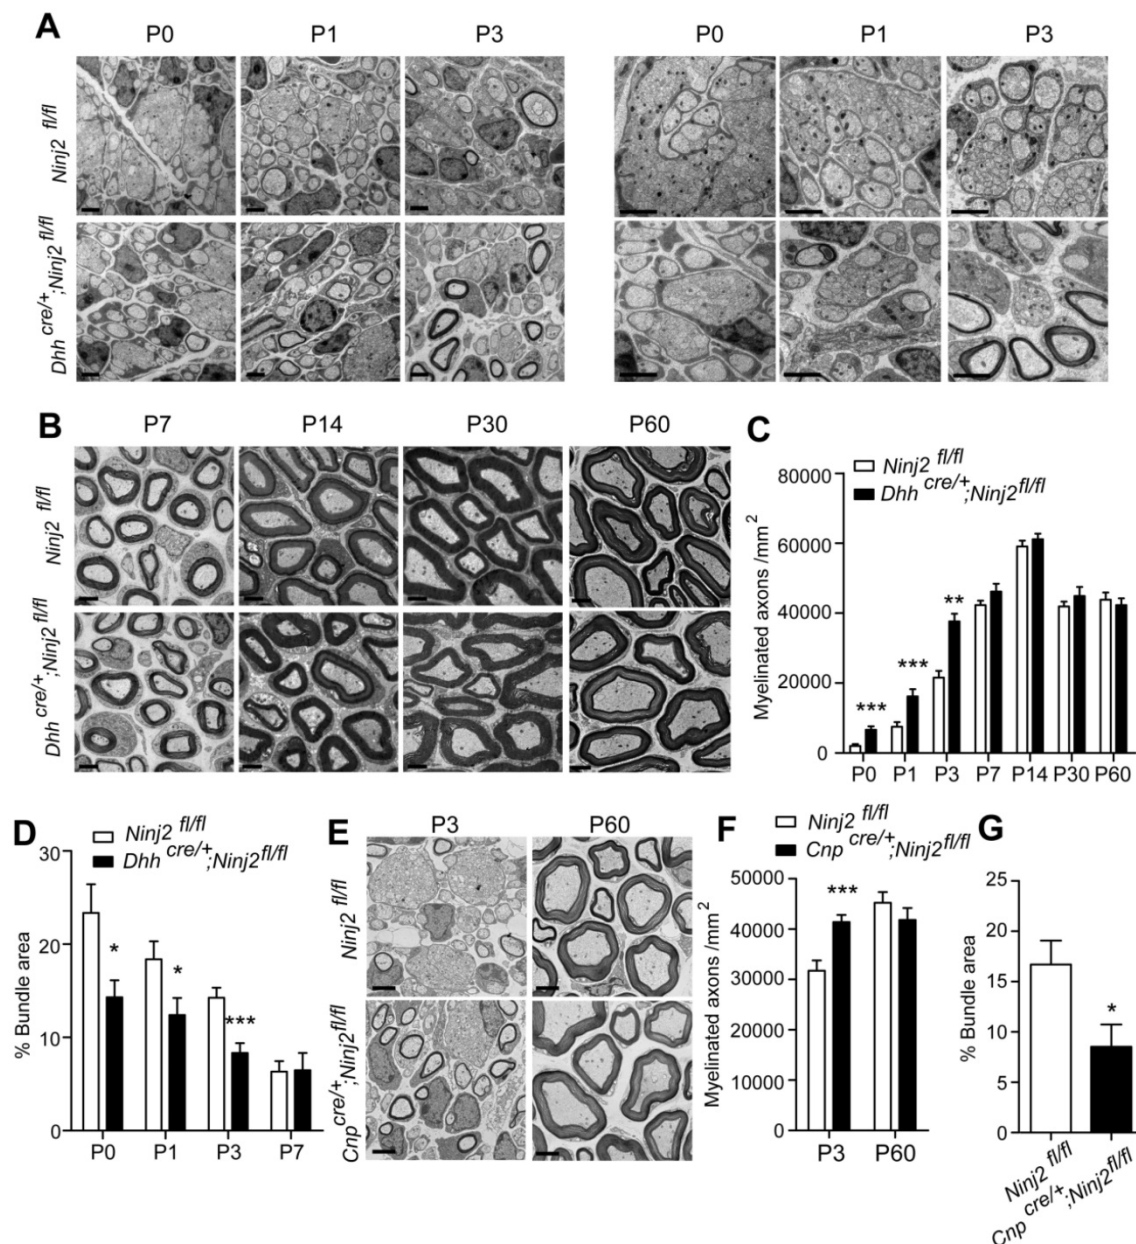 A
P0 P1 P3 P0 P1 P3
Ninj2 fl/fl
Dhh cre/+;Ninj2 fl/fl
B
P7 P14 P30 P60
Ninj2 fl/fl
Dhh cre/+;Ninj2 fl/fl
C
Ninj2 fl/fl
Dhh cre/+;Ninj2 fl/fl
Myelinated axons /mm2
80000
60000
40000
20000
0
*** *** **
P0 P1 P3 P7 P14 P30 P60
D
Ninj2 fl/fl
Dhh cre/+;Ninj2 fl/fl
% Bundle area
30
20
10
0
* * ***
P0 P1 P3 P7
E
P3 P60
Ninj2 fl/fl
Cnp cre/+;Ninj2 fl/fl
F
Ninj2 fl/fl
Cnp cre/+;Ninj2 fl/fl
Myelinated axons /mm2
50000
40000
30000
20000
10000
0
***
P3 P60
G
% Bundle area
25
20
15
10
5
0
*
Ninj2 fl/fl
Cnp cre/+;Ninj2 fl/fl